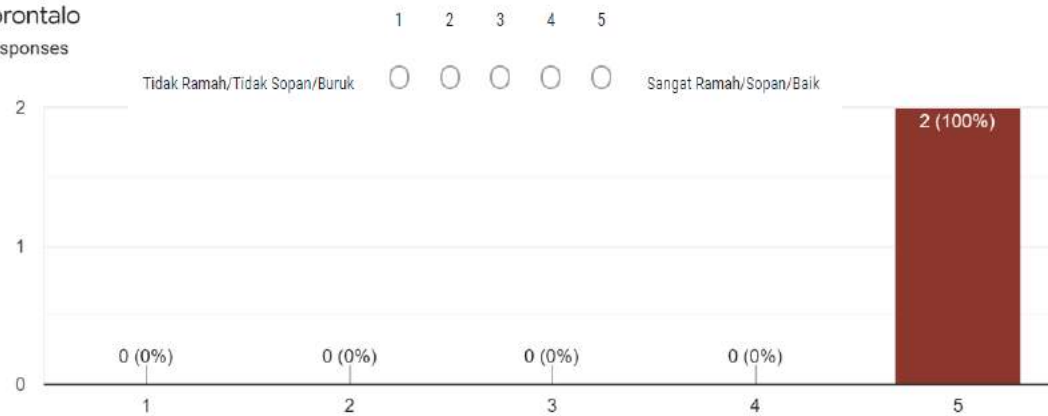 orontalo
sponses
1 2 3 4 5
Tidak Ramah/Tidak Sopan/Buruk Sangat Ramah/Sopan/Baik
2
2 (100%)
1
0 (0%) 0 (0%) 0 (0%) 0 (0%)
0
1 2 3 4 5